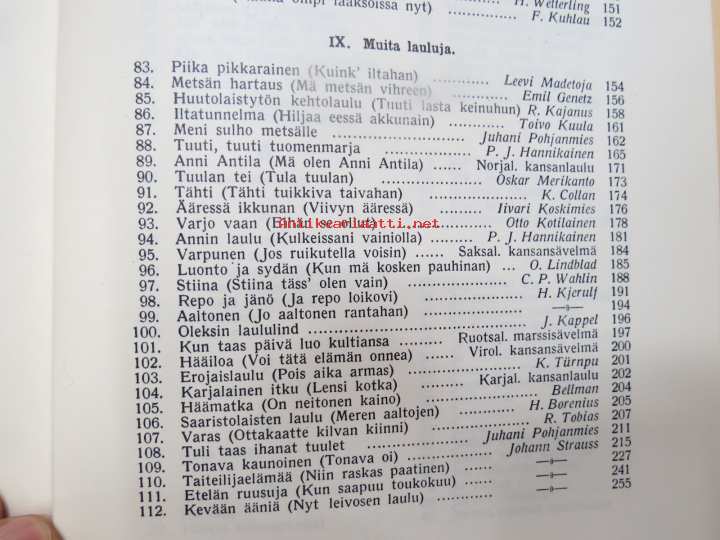 H. Wetterling 151
laaksoissa nyt) ............ F. Kuhlau 152
IX. Muita lauluja.
83. Piika pikkarainen (Kuink' iltahan) ............ Leevi Madetoja 154
84. Metsän hartaus (Mä metsän vihreen) ............ Emil Genetz 156
85. Huutolaistytön kehtolaulu (Tuuti lasta keinuhun) R. Kajanus 158
86. Iltatunnelma (Hiljaa eessä akkunain) ............ Toivo Kuula 161
87. Meni sulho metsälle ............ Juhani Pohjanmies 162
88. Tuuti, tuuti tuomenmarja ............ P. J. Hannikainen 165
89. Anni Antila (Mä olen Anni Antila) ...... Norjal. kansanlaulu 171
90. Tuulan tei (Tula tuulan) ............ Oskar Merikanto 173
91. Tähti (Tähti tuikkiva taivahan) ............ K. Collan 174
92. Ääressä ikkunan (Viivyn ääressä) ............ Iivari Koskimies 176
93. Varjo vaan (Eihän se ollut) ............ Otto Kotilainen 178
94. Annin laulu (Kulkeissani vainiolla) ......... P. J. Hannikainen 181
95. Varpunen (Jos ruikutella voisin) ...... Saksal. kansansävelmä 184
96. Luonto ja sydän (Kun mä kosken pauhinan) ... O. Lindblad 185
97. Stiina (Stiina täss' olen vain) ............ C. P. Wahlin 188
98. Repo ja jänö (Ja repo loikovi) ............ H. Kjerulf 191
99. Aaltonen (Jo aaltonen rantahan) ............ —»— 194
100. Oleksin laululind ............ J. Kappel 196
101. Kun taas päivä luo kultiansa ......... Ruotsal. marssisävelmä 197
102. Hääiloa (Voi tätä elämän onnea) ...... Virol. kansansävelmä 200
103. Erojaislaulu (Pois aika armas) ............ K. Türnpu 201
104. Karjalainen itku (Lensi kotka) ......... Karjal. kansanlaulu 202
105. Häämatka (On neitonen kaino) ............ Bellman 204
106. Saaristolaisten laulu (Meren aaltojen) ............ H. Borenius 205
107. Varas (Ottakaatte kilvan kiinni) ............ R. Tobias 207
108. Tuli taas ihanat tuulet ............ Juhani Pohjanmies 211
109. Tonava kaunoinen (Tonava oi) ............ Johann Strauss 215
110. Taiteilijaelämää (Niin raskas paatinen) ............ —»— 227
111. Etelän ruusuja (Kun saapuu toukokuu) ............ —»— 241
112. Kevään ääniä (Nyt leivosen laulu) ............ —»— 255